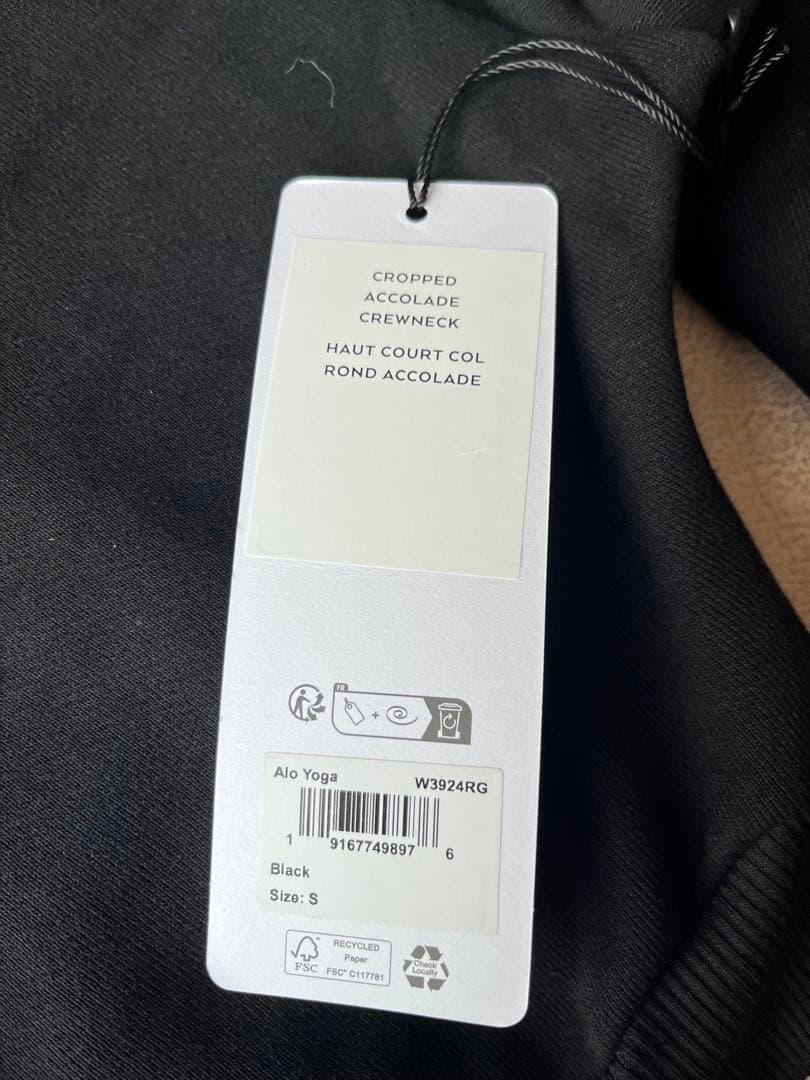 CROPPED
ACCOLADE
CREWNECK
HAUT COURT COL
ROND ACCOLADE
FR
+
Alo Yoga W3924RG
1 9167749897 6
Black
Size: S
FSC™ RECYCLED
Paper
FSC™ C117781
Check
Locally